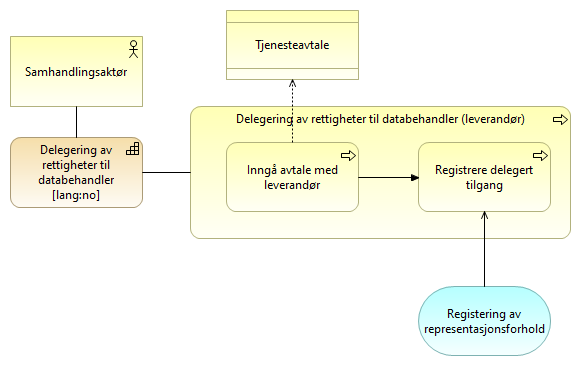 Tjenesteavtale
Samhandlingsaktør
Delegering av rettigheter til databehandler (leverandør)
Delegering av
rettigheter til
databehandler
[lang:no]
Inngå avtale med
leverandør
Registrere delegert
tilgang
Registering av
representasjonsforhold